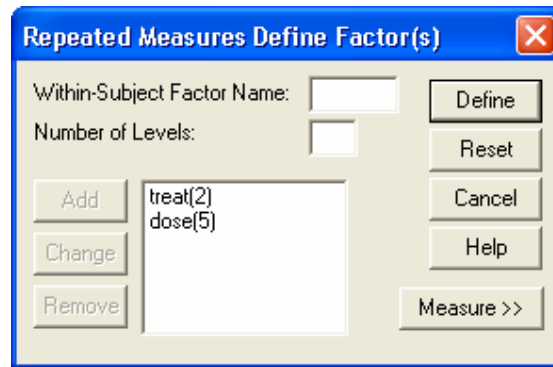 Repeated Measures Define Factor(s)
Within-Subject Factor Name:
Define
Number of Levels:
Reset
Add
treat(2)
dose(5)
Cancel
Change
Help
Remove
Measure >>